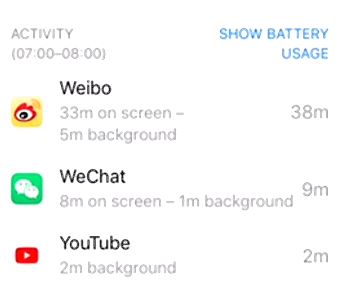 ACTIVITY
(07:00–08:00)
SHOW BATTERY
USAGE
Weibo
33m on screen –
5m background
38m
WeChat
8m on screen – 1m background
9m
YouTube
2m background
2m